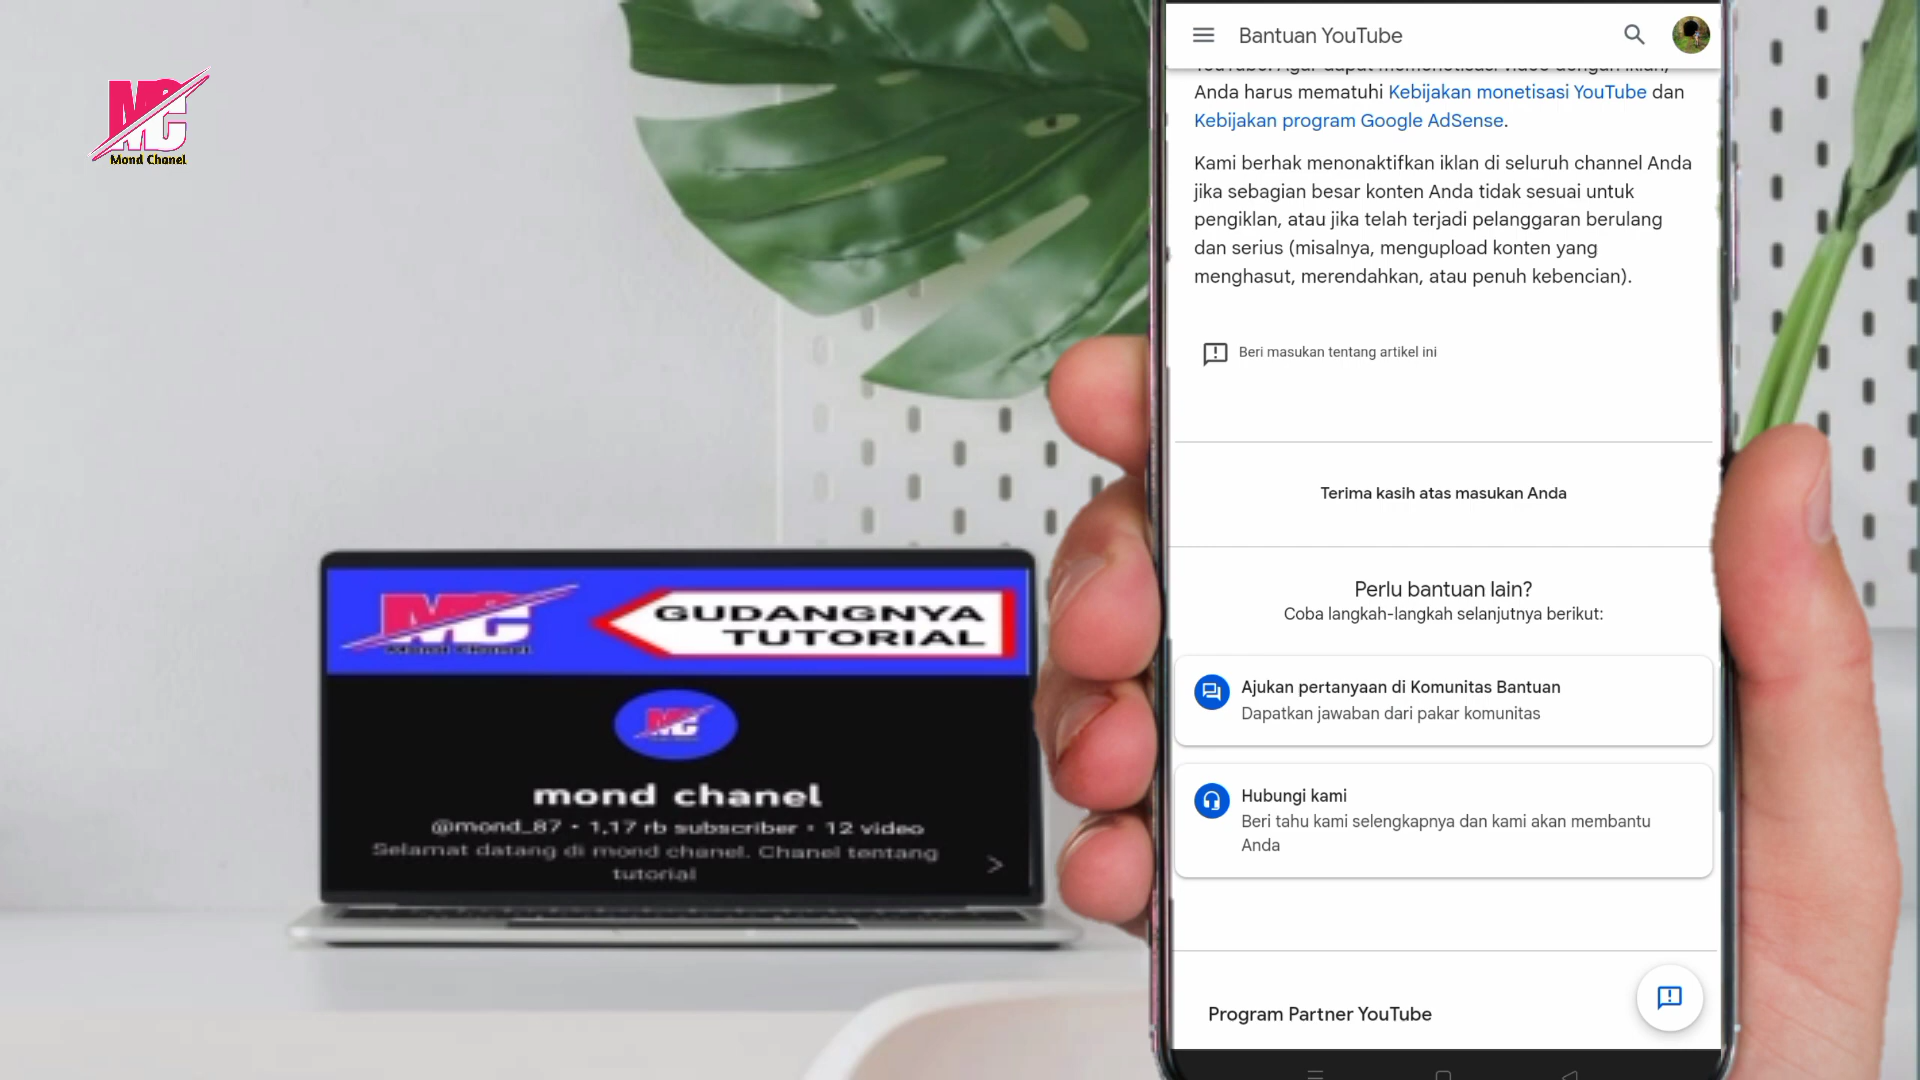 MC
Mond Chanel
Bantuan YouTube
Anda harus mematuhi Kebijakan monetisasi YouTube dan
Kebijakan program Google AdSense.
Kami berhak menonaktifkan iklan di seluruh channel Anda
jika sebagian besar konten Anda tidak sesuai untuk
pengiklan, atau jika telah terjadi pelanggaran berulang
dan serius (misalnya, mengupload konten yang
menghasut, merendahkan, atau penuh kebencian).
Beri masukan tentang artikel ini
Terima kasih atas masukan Anda
Perlu bantuan lain?
Coba langkah-langkah selanjutnya berikut:
Ajukan pertanyaan di Komunitas Bantuan
Dapatkan jawaban dari pakar komunitas
Hubungi kami
Beri tahu kami selengkapnya dan kami akan membantu
Anda
Program Partner YouTube
MC
GUDANGNYA
TUTORIAL
MC
mond chanel
@mond_87 • 1,17 rb subscriber • 12 video
Selamat datang di mond chanel. Chanel tentang
tutorial